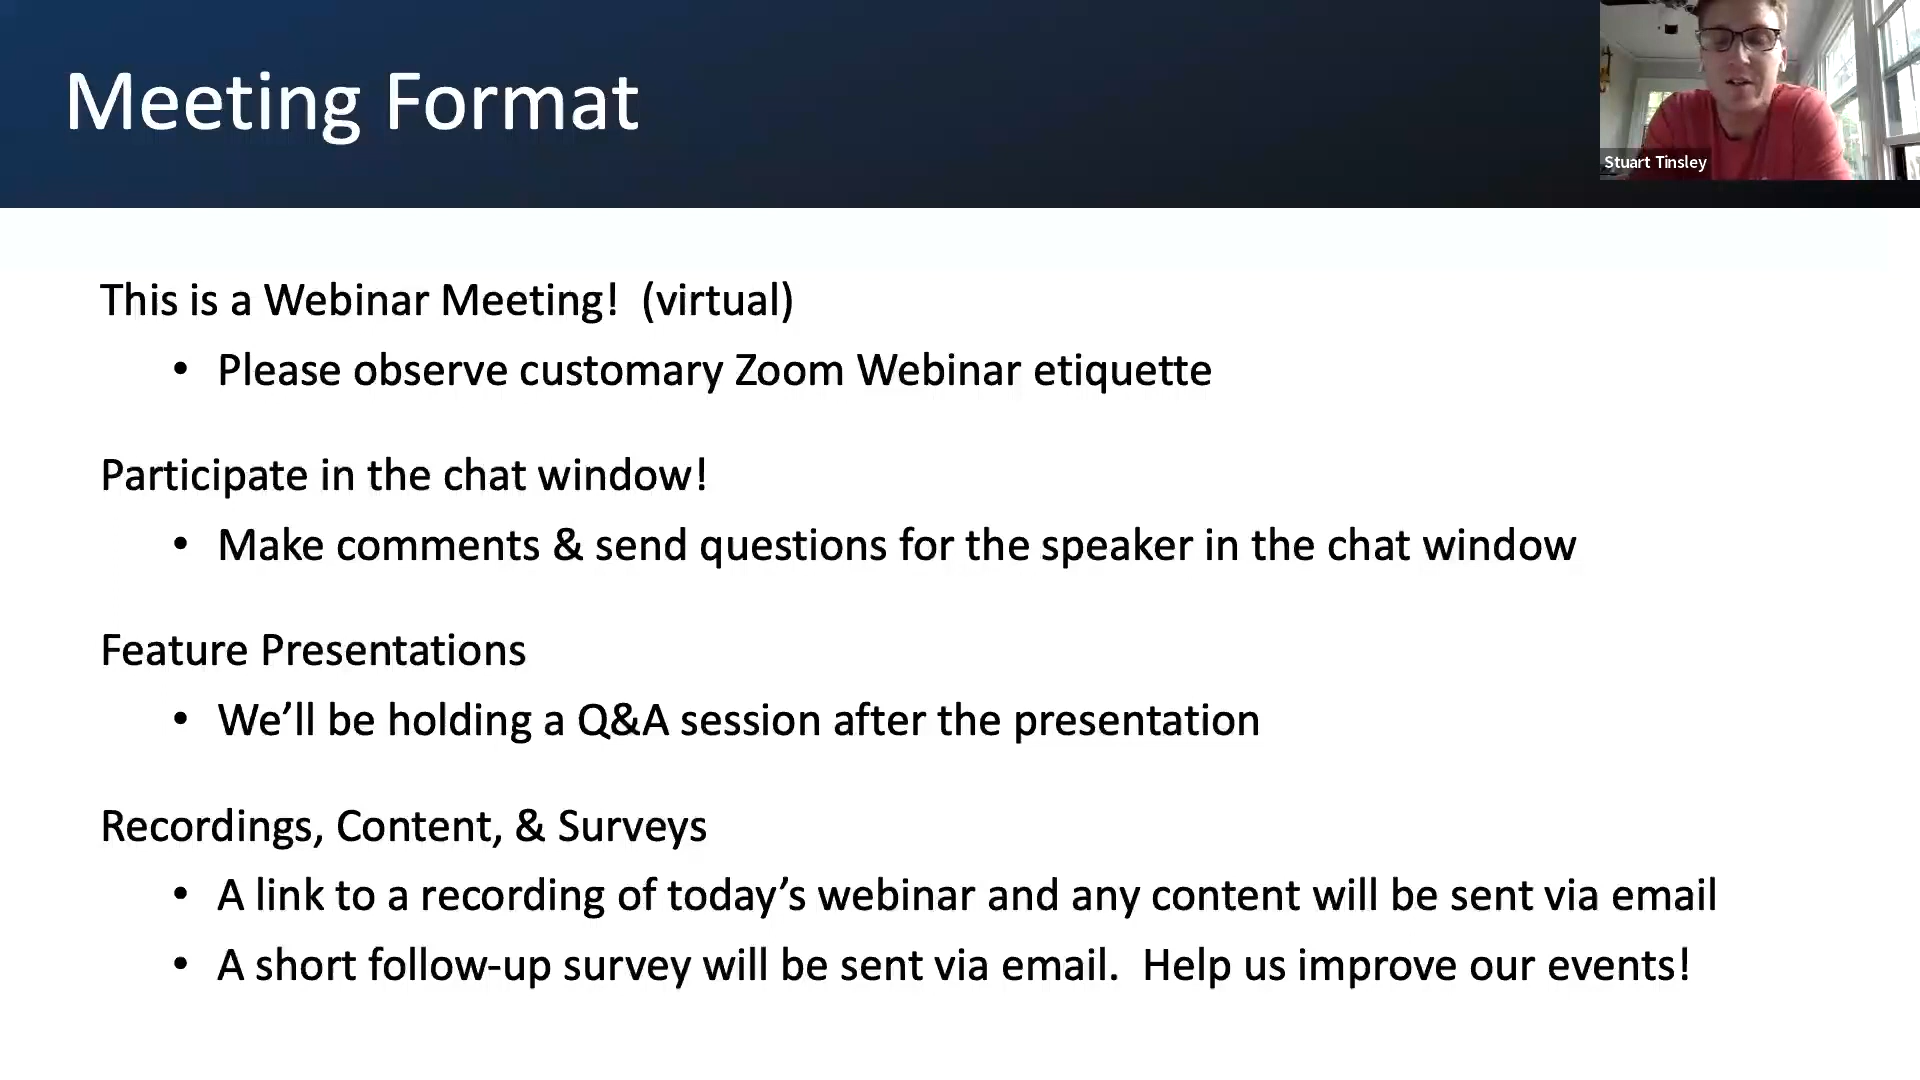 Meeting Format
Stuart Tinsley
This is a Webinar Meeting!  (virtual)
• Please observe customary Zoom Webinar etiquette
Participate in the chat window!
• Make comments & send questions for the speaker in the chat window
Feature Presentations
• We’ll be holding a Q&A session after the presentation
Recordings, Content, & Surveys
• A link to a recording of today’s webinar and any content will be sent via email
• A short follow-up survey will be sent via email.  Help us improve our events!